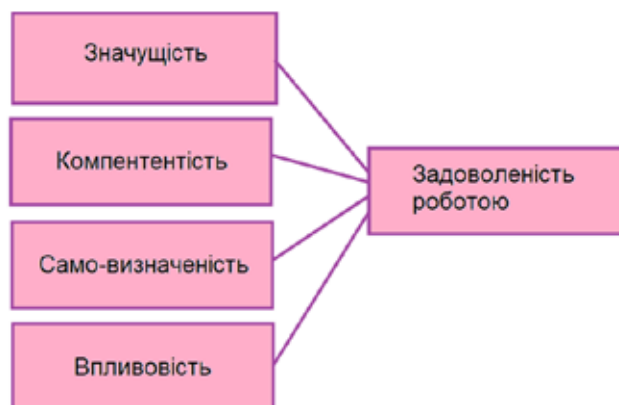 Значущість
Компентентість
Само-визначеність
Впливовість
Задоволеність
роботою